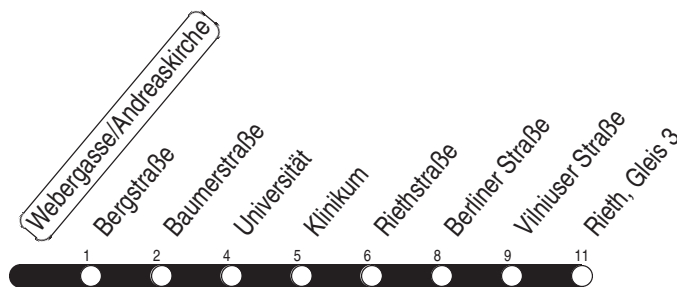 Webergasse/Andreaskirche
Bergstraße
Baumerstraße
Universität
Klinikum
Riethstraße
Berliner Straße
Vilniuser Straße
Rieth, Gleis 3
1 2 4 5 6 8 9 11